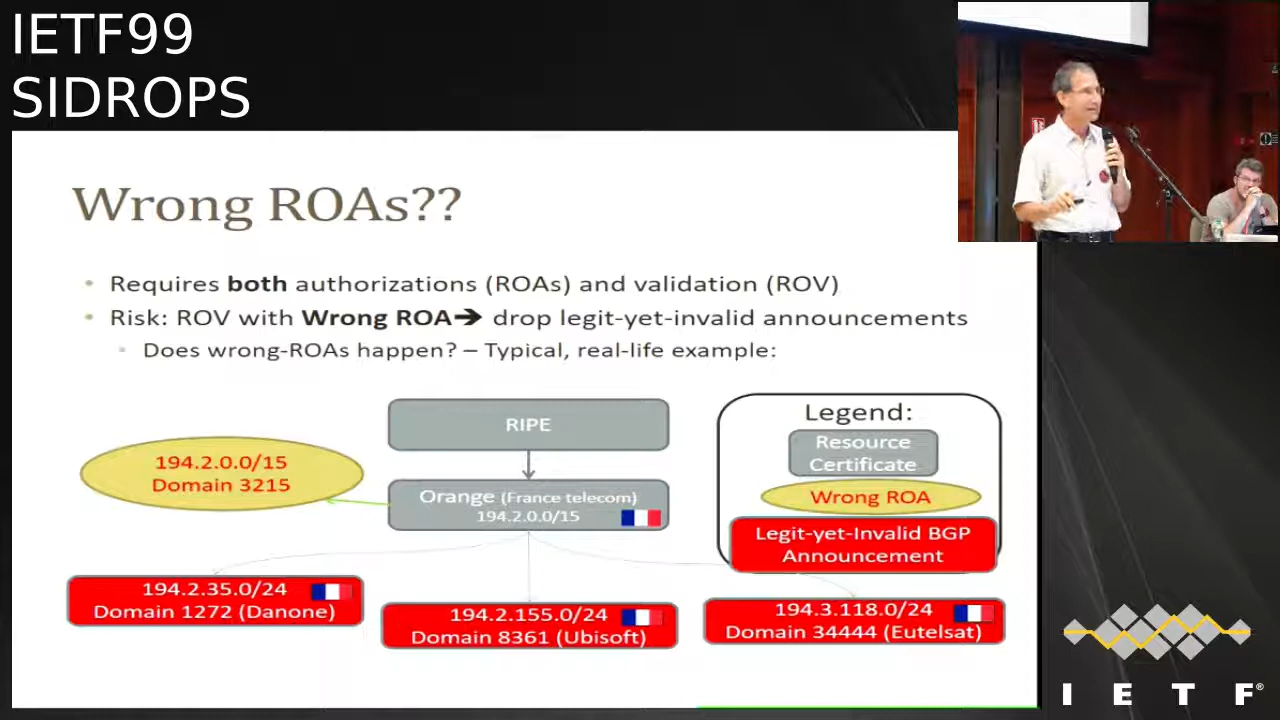 IETF99
SIDROPS
Wrong ROAs??
• Requires both authorizations (ROAs) and validation (ROV)
• Risk: ROV with Wrong ROA➔ drop legit-yet-invalid announcements
• Does wrong-ROAs happen? – Typical, real-life example:
RIPE
194.2.0.0/15
Domain 3215
Orange (France telecom)
194.2.0.0/15
194.2.35.0/24
Domain 1272 (Danone)
194.2.155.0/24
Domain 8361 (Ubisoft)
194.3.118.0/24
Domain 34444 (Eutelsat)
Legend:
Resource
Certificate
Wrong ROA
Legit-yet-Invalid BGP
Announcement
I E T F®